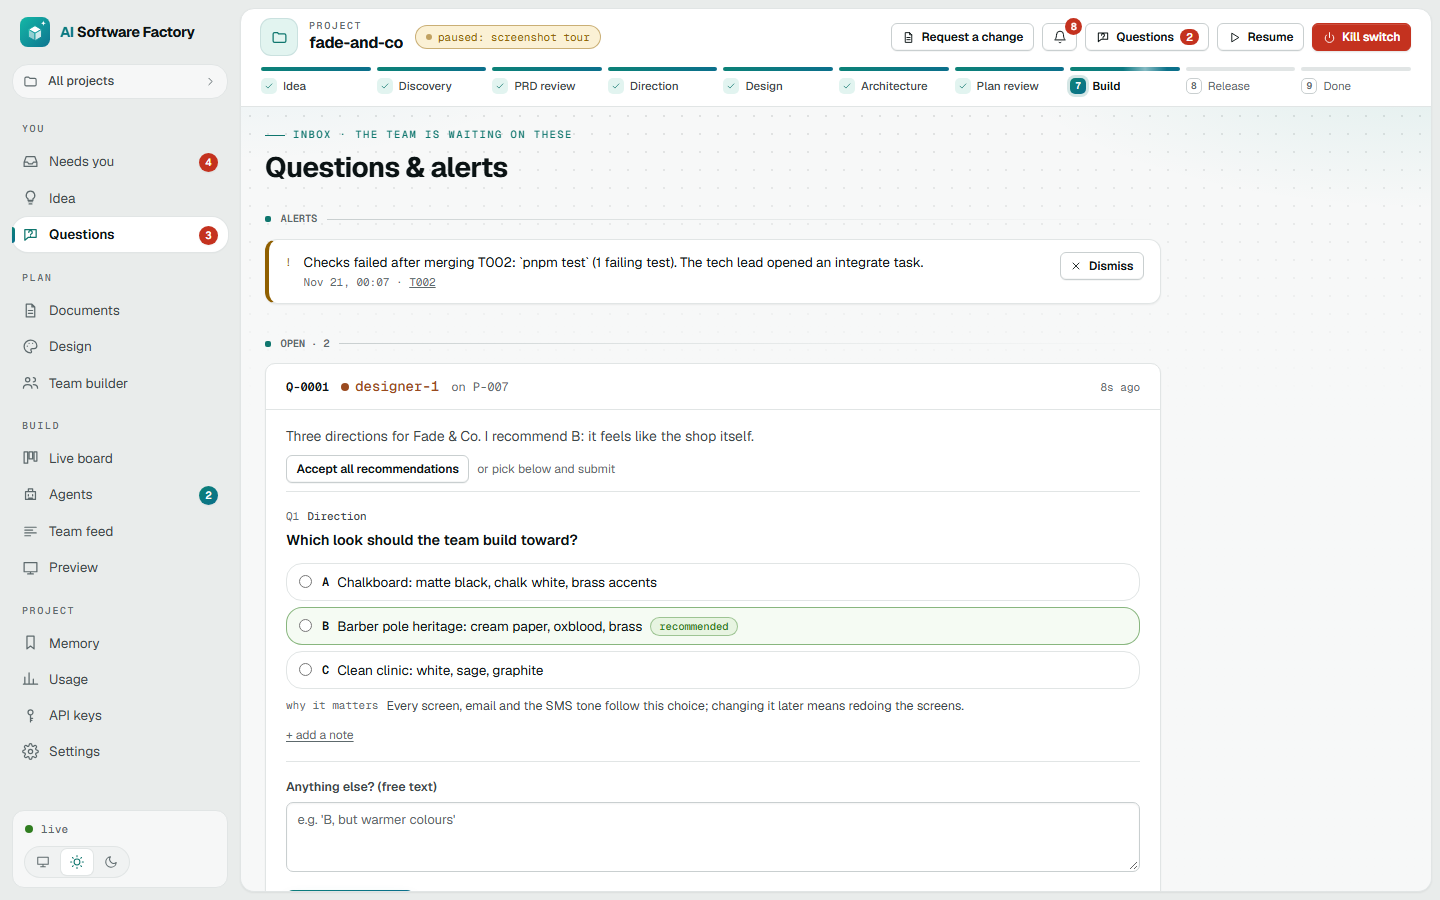 AI Software Factory
All projects
YOU
Needs you 4
Idea
Questions 3
PLAN
Documents
Design
Team builder
BUILD
Live board
Agents 2
Team feed
Preview
PROJECT
Memory
Usage
API keys
Settings
live
PROJECT
fade-and-co
paused: screenshot tour
Request a change
8
Questions 2
Resume
Kill switch
Idea
Discovery
PRD review
Direction
Design
Architecture
Plan review
7 Build
8 Release
9 Done
INBOX · THE TEAM IS WAITING ON THESE
Questions & alerts
ALERTS
! Checks failed after merging T002: `pnpm test` (1 failing test). The tech lead opened an integrate task.
Nov 21, 00:07 · T002
Dismiss
OPEN · 2
Q-0001 designer-1 on P-007 8s ago
Three directions for Fade & Co. I recommend B: it feels like the shop itself.
Accept all recommendations or pick below and submit
Q1 Direction
Which look should the team build toward?
A Chalkboard: matte black, chalk white, brass accents
B Barber pole heritage: cream paper, oxblood, brass recommended
C Clean clinic: white, sage, graphite
why it matters Every screen, email and the SMS tone follow this choice; changing it later means redoing the screens.
+ add a note
Anything else? (free text)
e.g. 'B, but warmer colours'